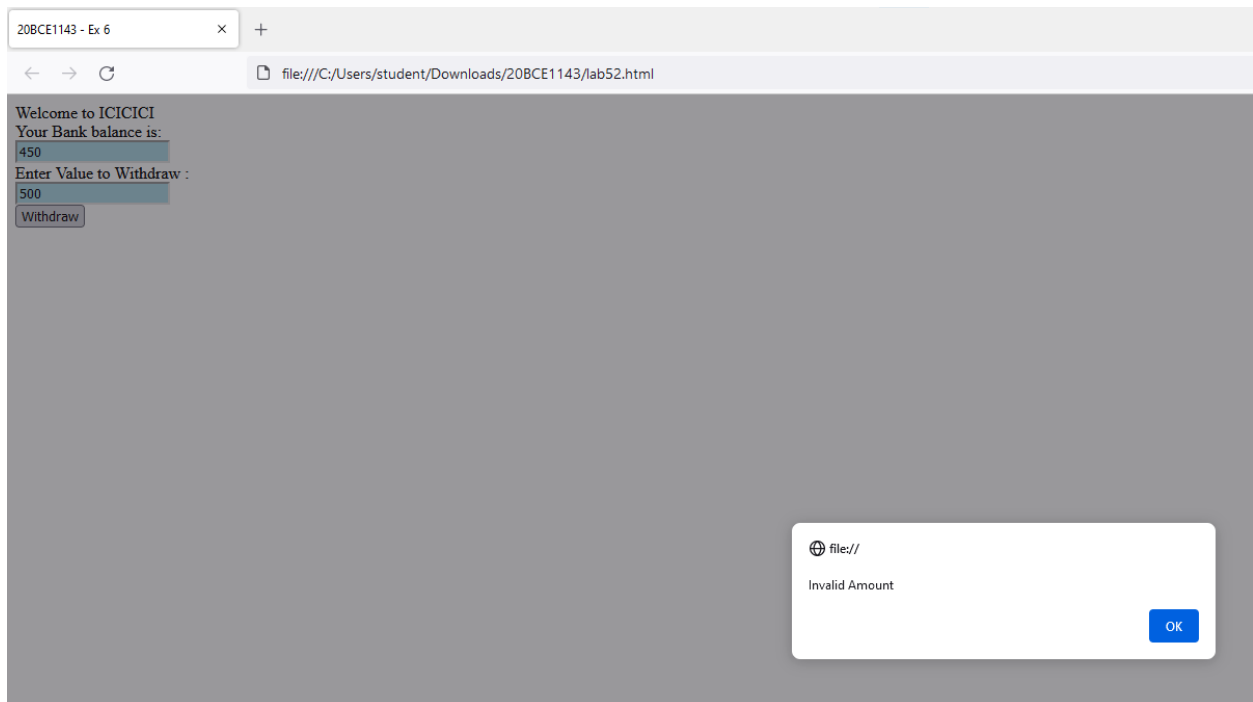 20BCE1143 - Ex 6
file:///C:/Users/student/Downloads/20BCE1143/lab52.html
Welcome to ICICICI
Your Bank balance is:
450
Enter Value to Withdraw :
500
Withdraw
file://
Invalid Amount
OK